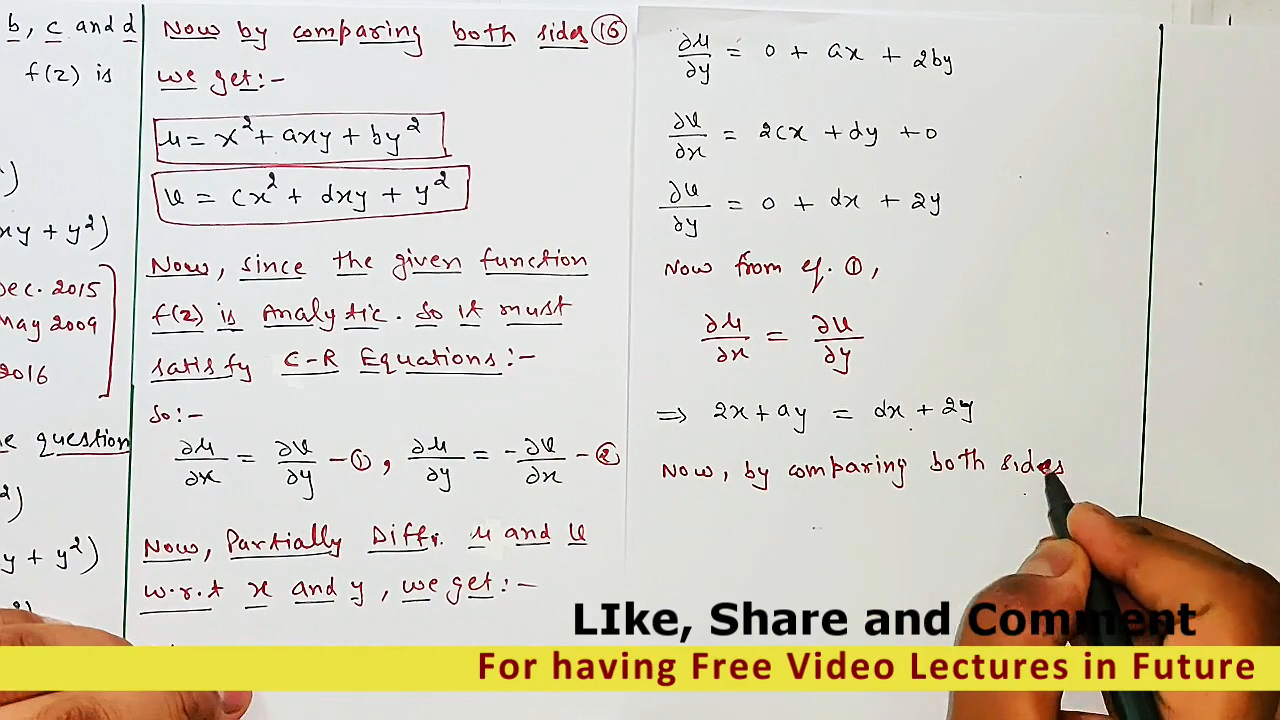 b, c and d
f(z) is
xy + y²)
Dec. 2015
May 2009
2016
question
y + y²)
Now by comparing both sides 16
we get:-
u = x² + axy + by²
v = cx² + dxy + y²
Now, since the given function
f(z) is Analytic. So it must
satisfy C-R Equations:-
So:-
∂u/∂x = ∂v/∂y - ①, ∂u/∂y = -∂v/∂x - ②
Now, Partially Diff. u and v
w.r.t x and y, we get:-
∂u/∂y = 0 + ax + 2by
∂v/∂x = 2cx + dy + 0
∂v/∂y = 0 + dx + 2y
Now from eq. ①,
∂u/∂x = ∂v/∂y
⇒ 2x + ay = dx + 2y
Now, by comparing both sides
LIke, Share and Comment
For having Free Video Lectures in Future